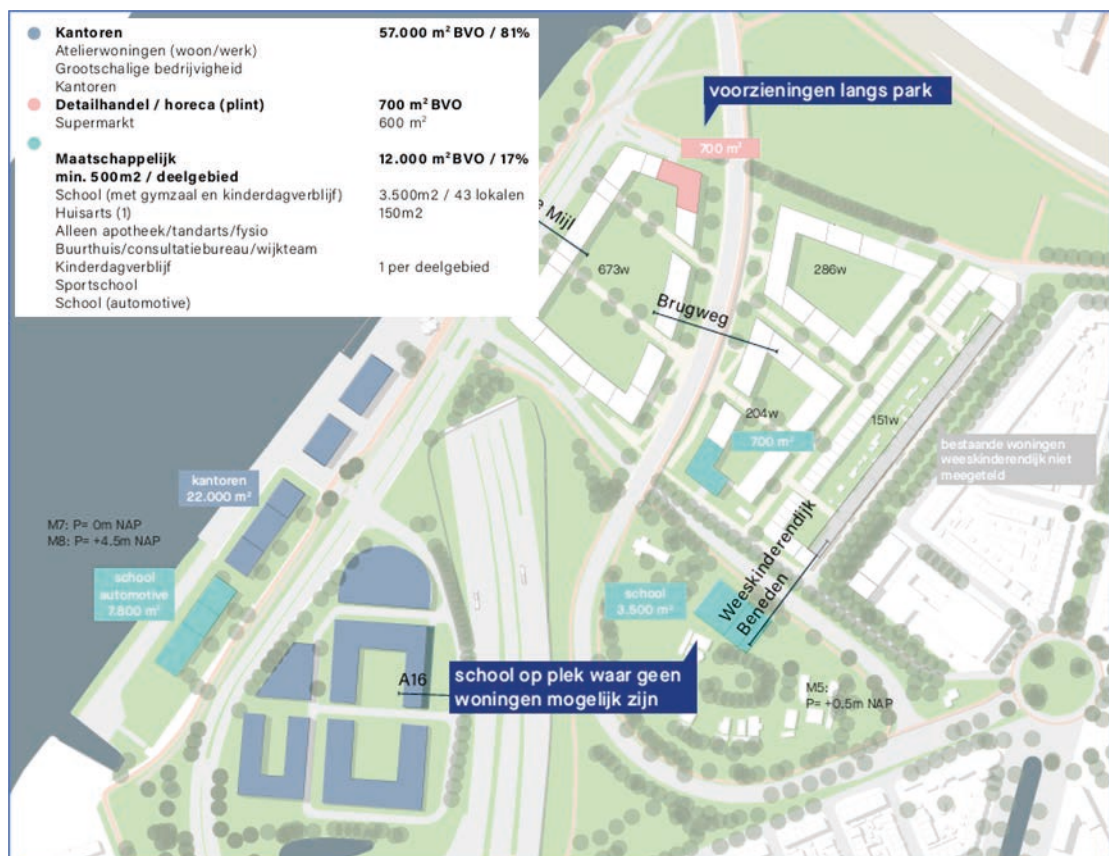 Kantoren 57.000 m² BVO / 81%
Atelierwoningen (woon/werk)
Grootschalige bedrijvigheid
Kantoren
Detailhandel / horeca (plint) 700 m² BVO
Supermarkt 600 m²
Maatschappelijk 12.000 m² BVO / 17%
min. 500m2 / deelgebied
School (met gymzaal en kinderdagverblijf) 3.500m2 / 43 lokalen
Huisarts (1) 150m2
Alleen apotheek/tandarts/fysio
Buurthuis/consultatiebureau/wijkteam
Kinderdagverblijf 1 per deelgebied
Sportschool
School (automotive)
voorzieningen langs park
700 m²
e Mijl
673w
286w
Brugweg
204w
151w
700 m²
bestaande woningen
weeskinderendijk niet
meegeteld
kantoren
22.000 m²
M7: P= 0m NAP
M8: P= +4.5m NAP
school
automotive
7.800 m²
school
3.500 m²
Weeskinderendijk
Beneden
A16
school op plek waar geen
woningen mogelijk zijn
M5:
P= +0.5m NAP